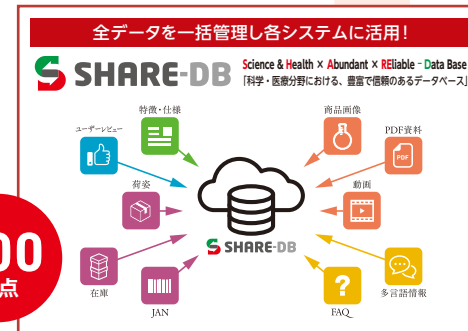 全データを一括管理し各システムに活用!
SHARE-DB
Science & Health × Abundant × REliable - Data Base
「科学・医療分野における、豊富で信頼のあるデータベース」
特徴・仕様
商品画像
ユーザーレビュー
PDF資料
PDF
荷姿
動画
SHARE-DB
00
点
在庫
JAN
?
FAQ
多言語情報